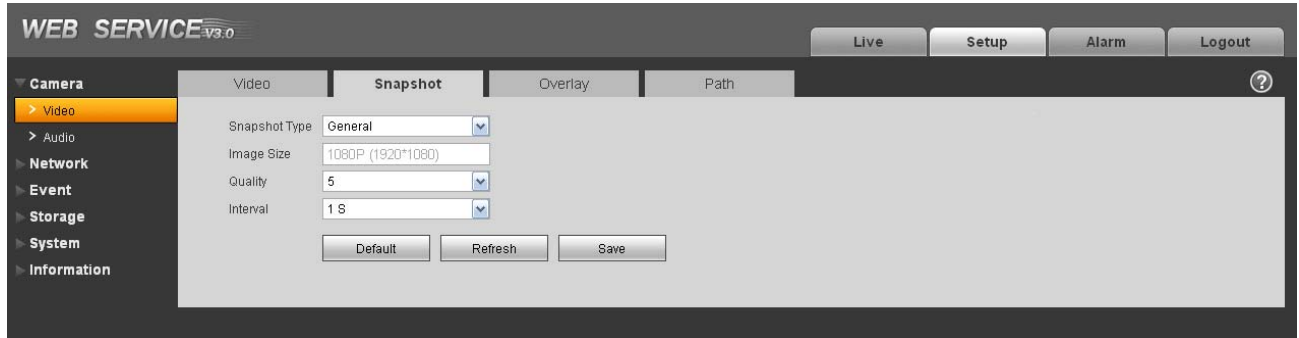 WEB SERVICE V3.0
Live Setup Alarm Logout
Camera Video Snapshot Overlay Path ?
> Video
> Audio
Network
Event
Storage
System
Information
Snapshot Type General
Image Size 1080P (1920*1080)
Quality 5
Interval 1 S
Default Refresh Save